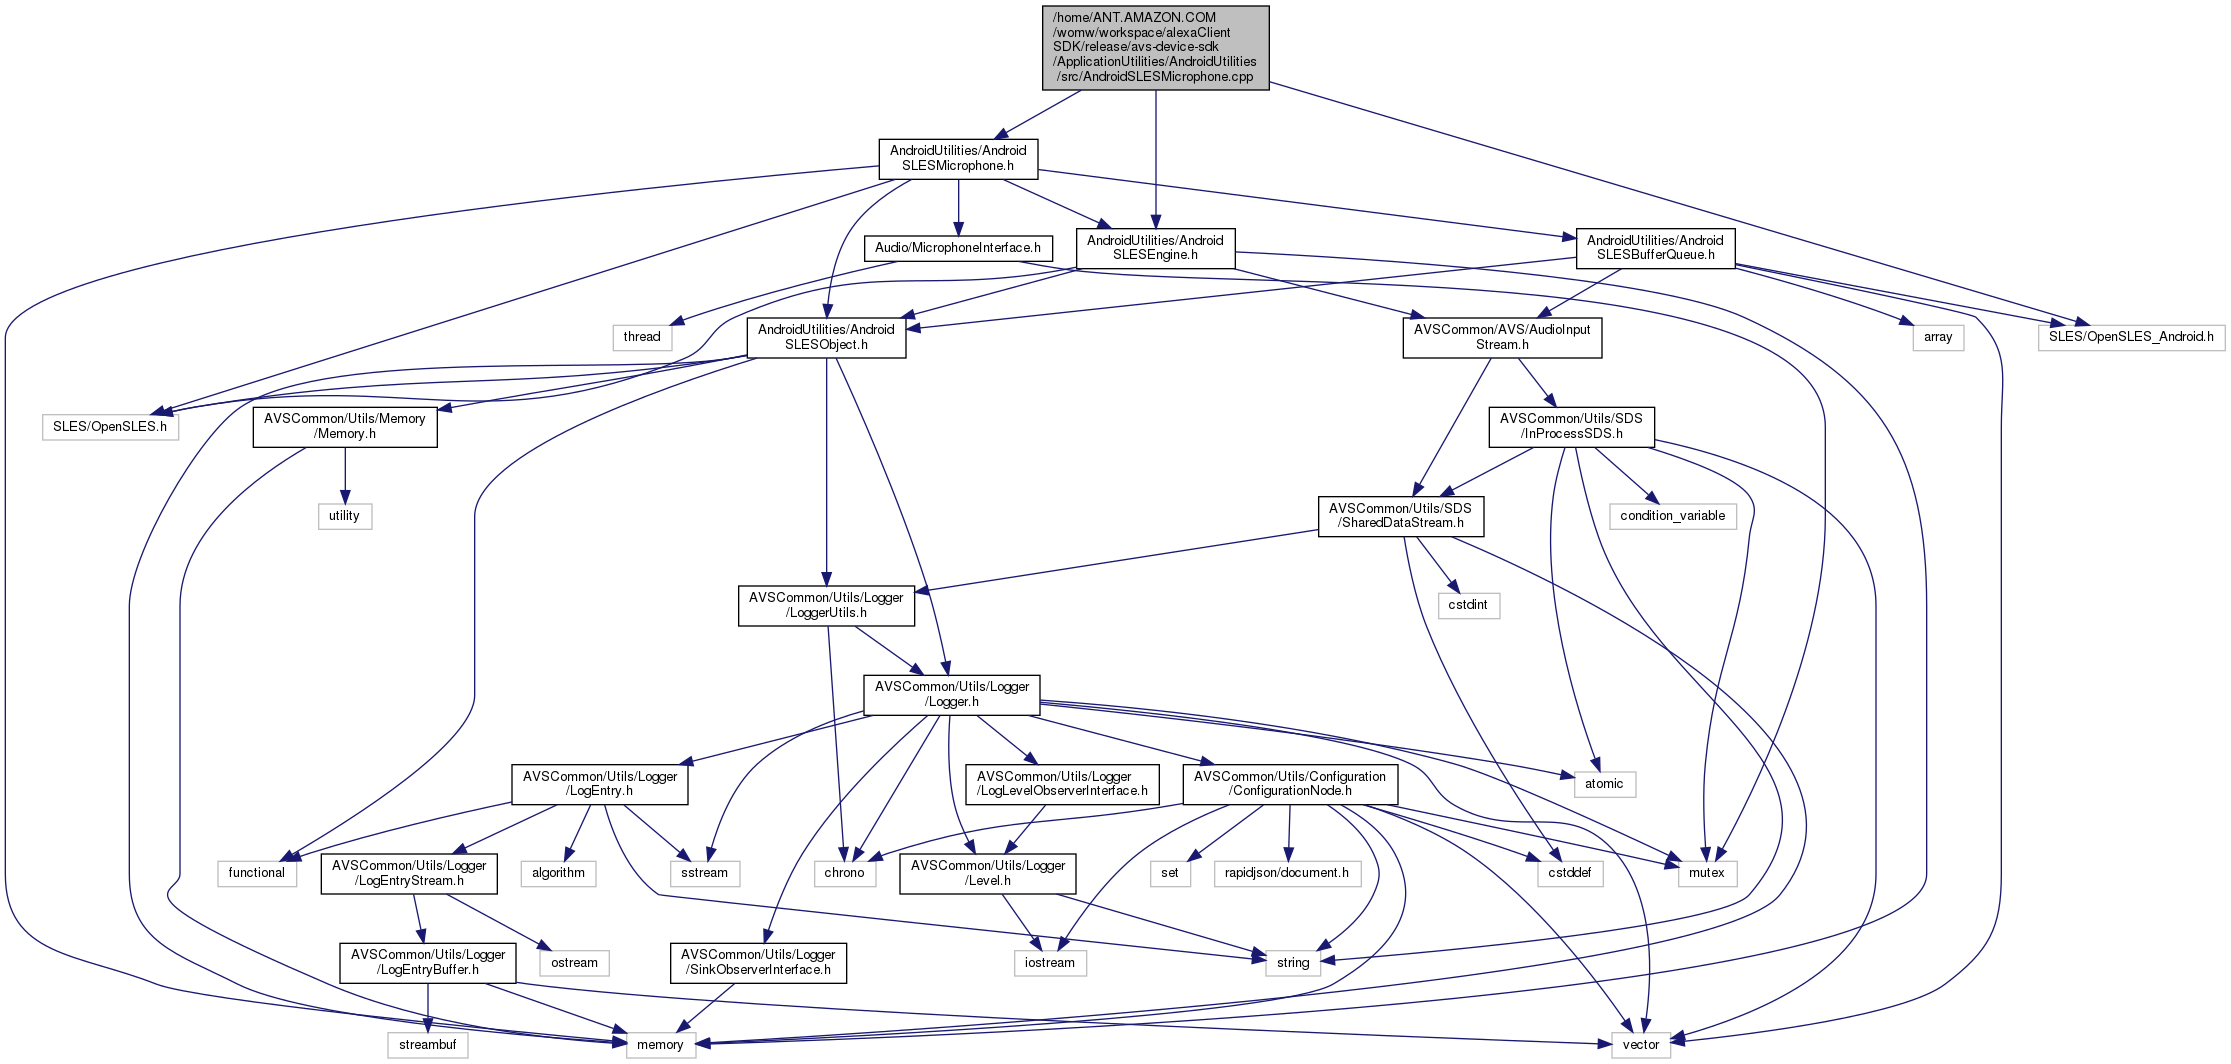 /home/ANT.AMAZON.COM
/womw/workspace/alexaClient
SDK/release/avs-device-sdk
/ApplicationUtilities/AndroidUtilities
/src/AndroidSLESMicrophone.cpp
AndroidUtilities/Android
SLESMicrophone.h
Audio/MicrophoneInterface.h
AndroidUtilities/Android
SLESEngine.h
AndroidUtilities/Android
SLESBufferQueue.h
thread
AndroidUtilities/Android
SLESObject.h
AVSCommon/AVS/AudioInput
Stream.h
array
SLES/OpenSLES_Android.h
SLES/OpenSLES.h
AVSCommon/Utils/Memory
/Memory.h
AVSCommon/Utils/SDS
/InProcessSDS.h
utility
AVSCommon/Utils/SDS
/SharedDataStream.h
condition_variable
AVSCommon/Utils/Logger
/LoggerUtils.h
cstdint
AVSCommon/Utils/Logger
/Logger.h
AVSCommon/Utils/Logger
/LogEntry.h
AVSCommon/Utils/Logger
/LogLevelObserverInterface.h
AVSCommon/Utils/Configuration
/ConfigurationNode.h
atomic
functional
AVSCommon/Utils/Logger
/LogEntryStream.h
algorithm
sstream
chrono
AVSCommon/Utils/Logger
/Level.h
set
rapidjson/document.h
cstddef
mutex
AVSCommon/Utils/Logger
/LogEntryBuffer.h
ostream
AVSCommon/Utils/Logger
/SinkObserverInterface.h
iostream
string
streambuf
memory
vector